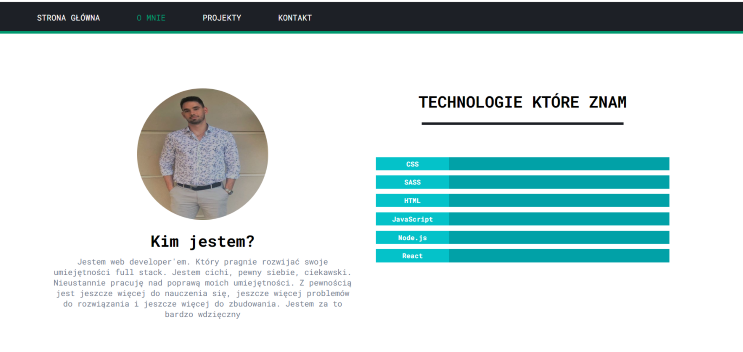 STRONA GŁÓWNA O MNIE PROJEKTY KONTAKT
Kim jestem?
Jestem web developer'em. Który pragnie rozwijać swoje
umiejętności full stack. Jestem cichi, pewny siebie, ciekawski.
Nieustannie pracuję nad poprawą moich umiejętności. Z pewnością
jest jeszcze więcej do nauczenia się, jeszcze więcej problemów
do rozwiązania i jeszcze więcej do zbudowania. Jestem za to
bardzo wdzięczny
TECHNOLOGIE KTÓRE ZNAM
CSS
SASS
HTML
JavaScript
Node.js
React